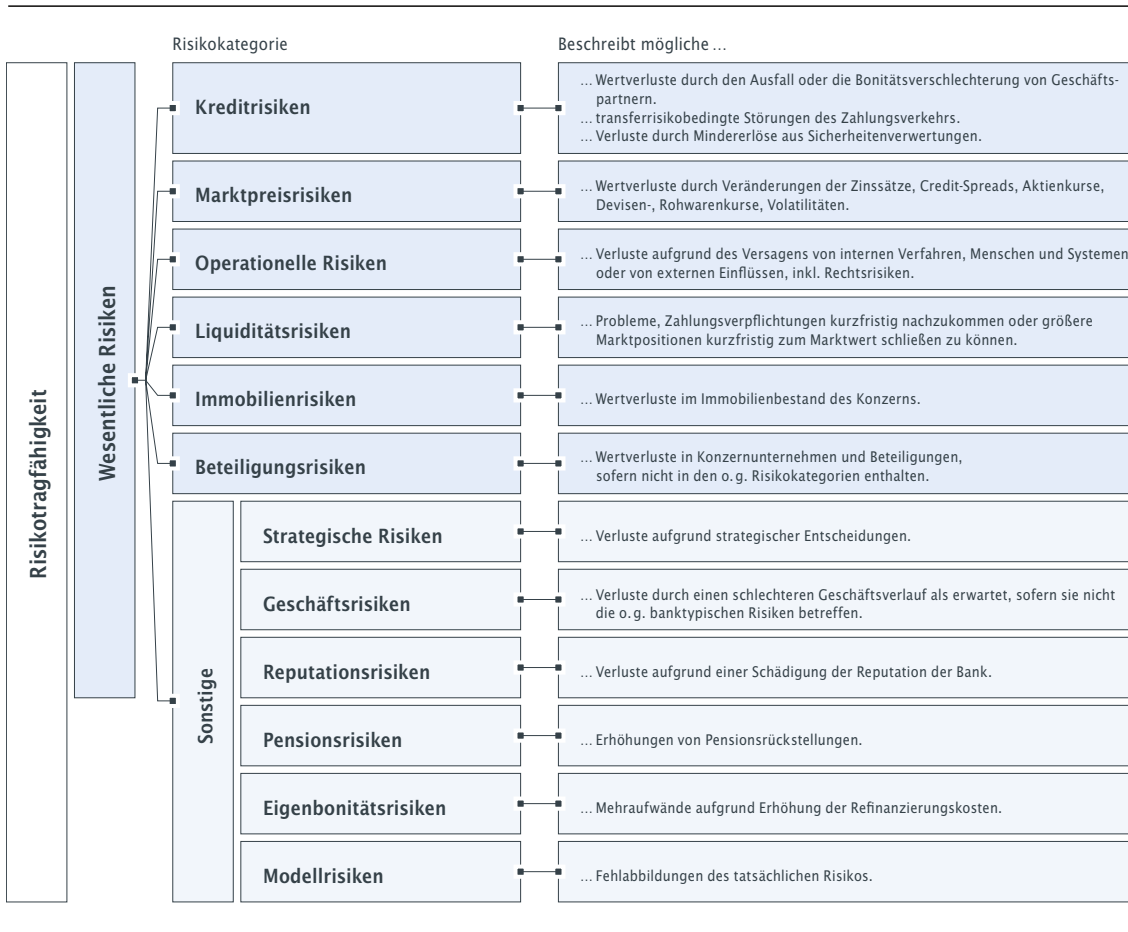 Risikokategorie
Beschreibt mögliche …
Risikotragfähigkeit
Wesentliche Risiken
Kreditrisiken
… Wertverluste durch den Ausfall oder die Bonitätsverschlechterung von Geschäfts-
partnern.
… transferrisikobedingte Störungen des Zahlungsverkehrs.
… Verluste durch Mindererlöse aus Sicherheitenverwertungen.
Marktpreisrisiken
… Wertverluste durch Veränderungen der Zinssätze, Credit-Spreads, Aktienkurse,
Devisen-, Rohwarenkurse, Volatilitäten.
Operationelle Risiken
… Verluste aufgrund des Versagens von internen Verfahren, Menschen und Systemen
oder von externen Einflüssen, inkl. Rechtsrisiken.
Liquiditätsrisiken
… Probleme, Zahlungsverpflichtungen kurzfristig nachzukommen oder größere
Marktpositionen kurzfristig zum Marktwert schließen zu können.
Immobilienrisiken
… Wertverluste im Immobilienbestand des Konzerns.
Beteiligungsrisiken
… Wertverluste in Konzernunternehmen und Beteiligungen,
sofern nicht in den o. g. Risikokategorien enthalten.
Sonstige
Strategische Risiken
… Verluste aufgrund strategischer Entscheidungen.
Geschäftsrisiken
… Verluste durch einen schlechteren Geschäftsverlauf als erwartet, sofern sie nicht
die o. g. banktypischen Risiken betreffen.
Reputationsrisiken
… Verluste aufgrund einer Schädigung der Reputation der Bank.
Pensionsrisiken
… Erhöhungen von Pensionsrückstellungen.
Eigenbonitätsrisiken
… Mehraufwände aufgrund Erhöhung der Refinanzierungskosten.
Modellrisiken
… Fehlabbildungen des tatsächlichen Risikos.